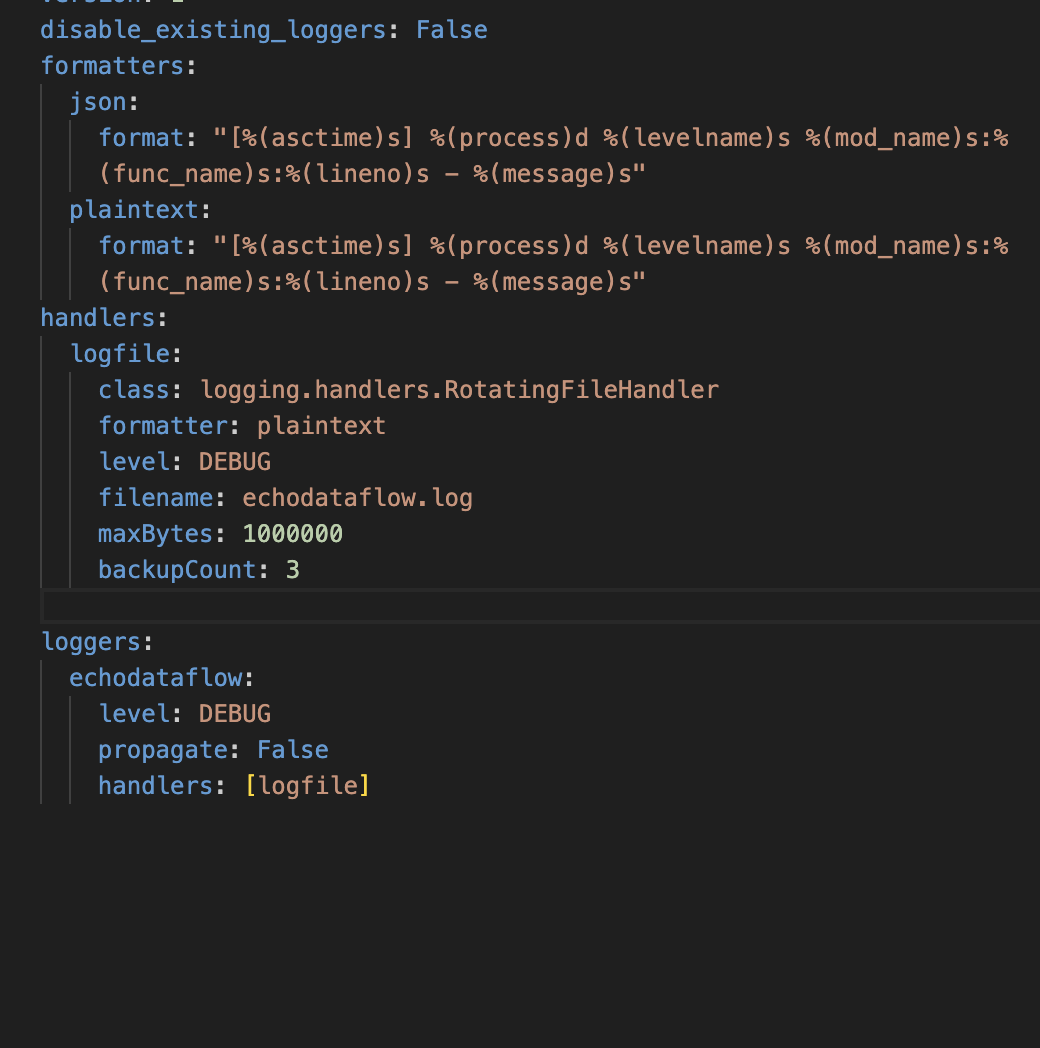 disable_existing_loggers: False
formatters:
json:
format: "[%(asctime)s] %(process)d %(levelname)s %(mod_name)s:%
(func_name)s:%(lineno)s - %(message)s"
plaintext:
format: "[%(asctime)s] %(process)d %(levelname)s %(mod_name)s:%
(func_name)s:%(lineno)s - %(message)s"
handlers:
logfile:
class: logging.handlers.RotatingFileHandler
formatter: plaintext
level: DEBUG
filename: echodataflow.log
maxBytes: 1000000
backupCount: 3
loggers:
echodataflow:
level: DEBUG
propagate: False
handlers: [logfile]